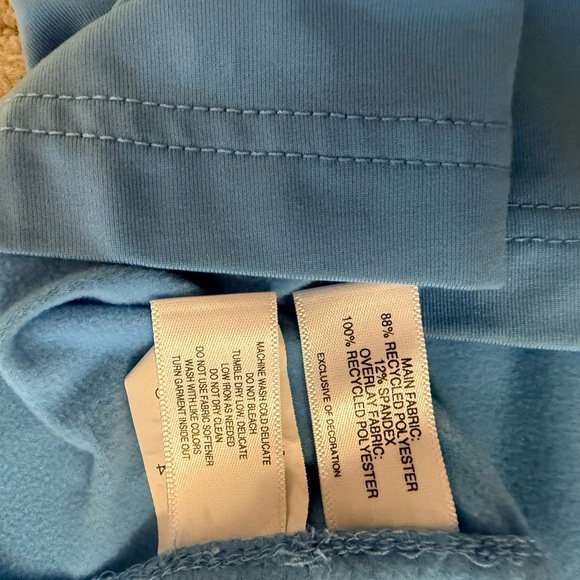 MACHINE WASH COLD DELICATE
DO NOT BLEACH
TUMBLE DRY LOW, DELICATE
LOW IRON AS NEEDED
DO NOT DRY CLEAN
DO NOT USE FABRIC SOFTENER
WASH WITH LIKE COLORS
TURN GARMENT INSIDE OUT
MAIN FABRIC:
88% RECYCLED POLYESTER
12% SPANDEX
OVERLAY FABRIC:
100% RECYCLED POLYESTER
EXCLUSIVE OF DECORATION